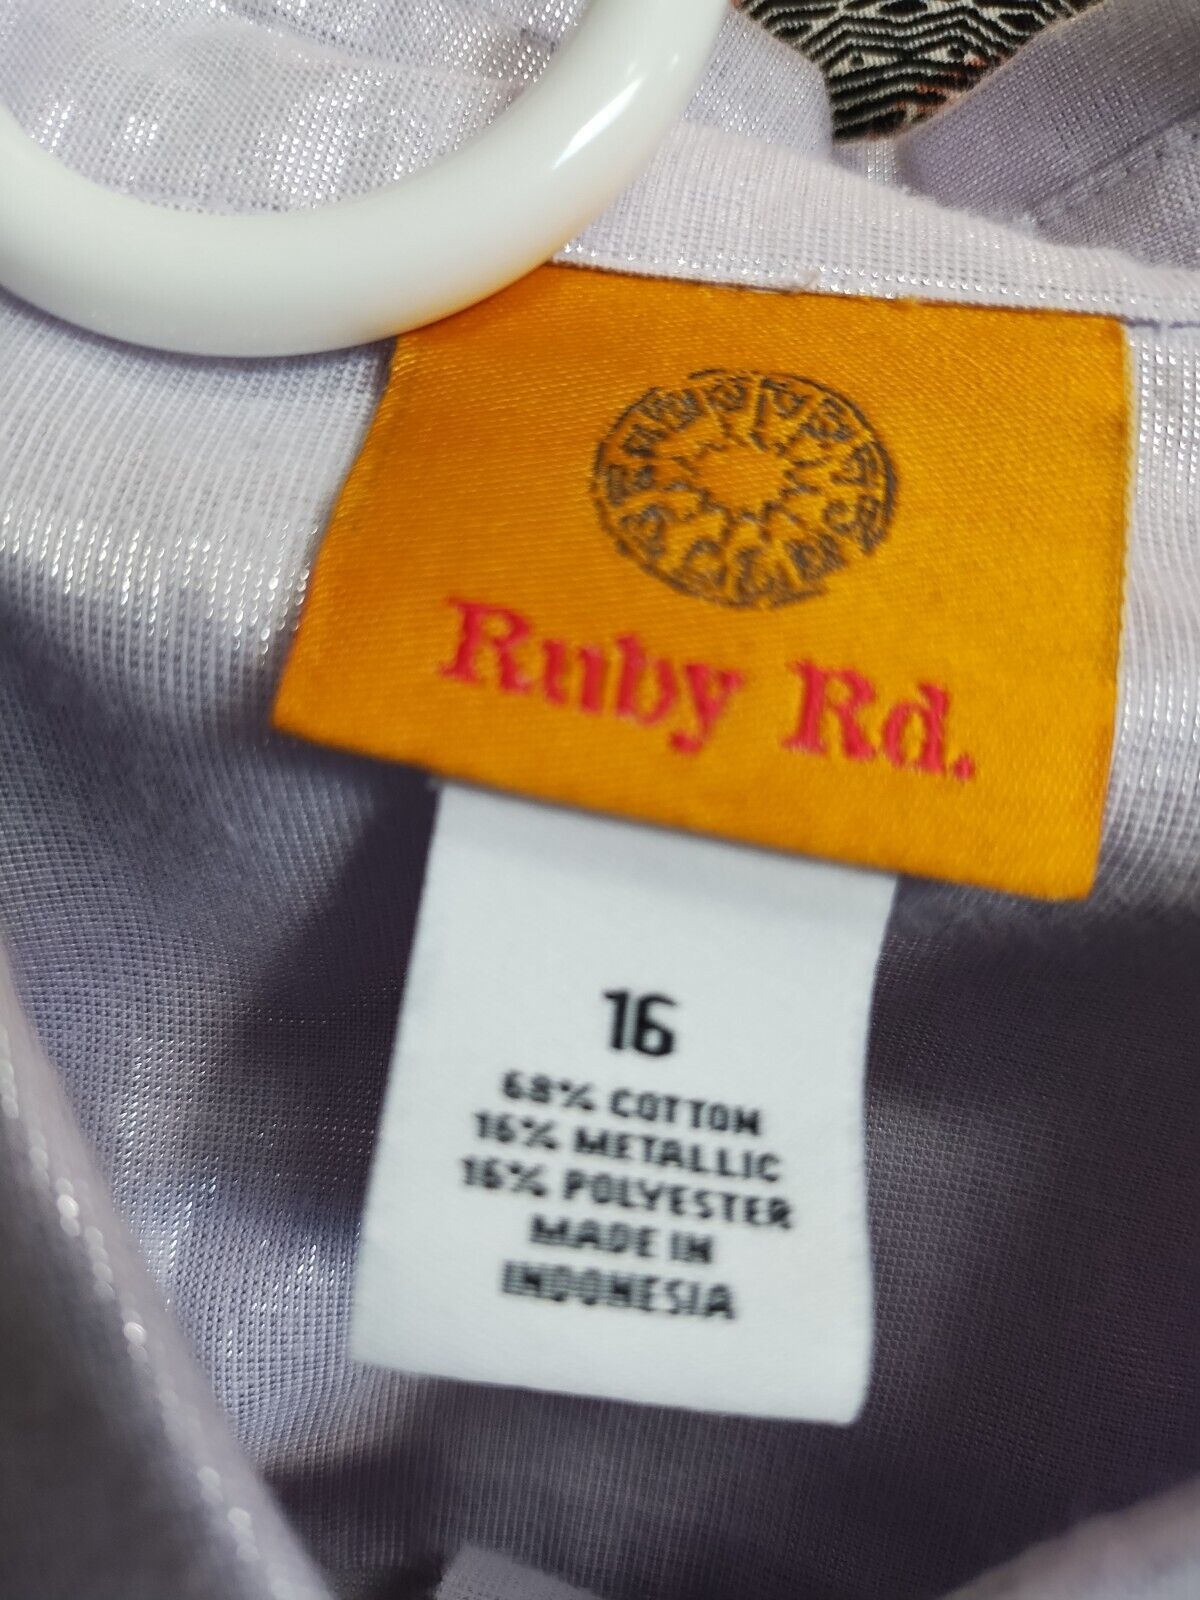 Ruby Rd.
16
68% COTTON
16% METALLIC
16% POLYESTER
MADE IN
INDONESIA